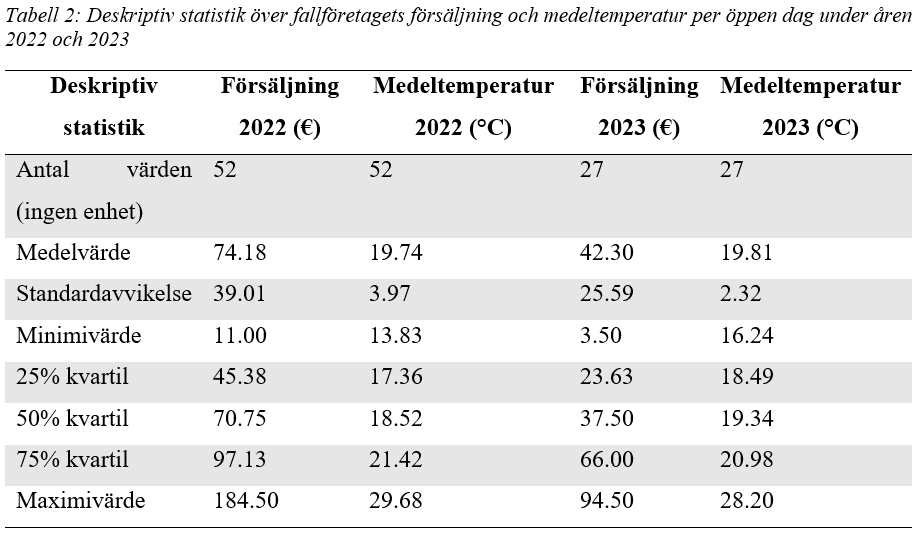 Tabell 2: Deskriptiv statistik över fallföretagets försäljning och medeltemperatur per öppen dag under åren
2022 och 2023
Deskriptiv statistik Försäljning 2022 (€) Medeltemperatur 2022 (°C) Försäljning 2023 (€) Medeltemperatur 2023 (°C)
Antal värden (ingen enhet) 52 52 27 27
Medelvärde 74.18 19.74 42.30 19.81
Standardavvikelse 39.01 3.97 25.59 2.32
Minimivärde 11.00 13.83 3.50 16.24
25% kvartil 45.38 17.36 23.63 18.49
50% kvartil 70.75 18.52 37.50 19.34
75% kvartil 97.13 21.42 66.00 20.98
Maximivärde 184.50 29.68 94.50 28.20